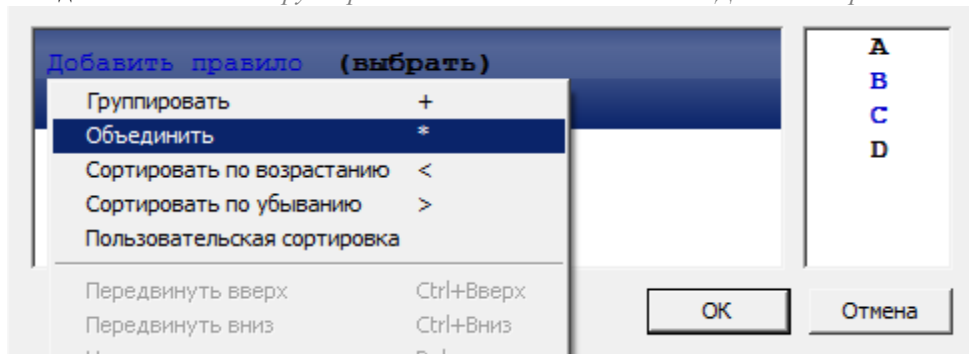 Добавить правило (выбрать)
Группировать +
Объединить *
Сортировать по возрастанию <
Сортировать по убыванию >
Пользовательская сортировка
Передвинуть вверх Ctrl+Вверх
Передвинуть вниз Ctrl+Вниз
A
B
C
D
OK
Отмена